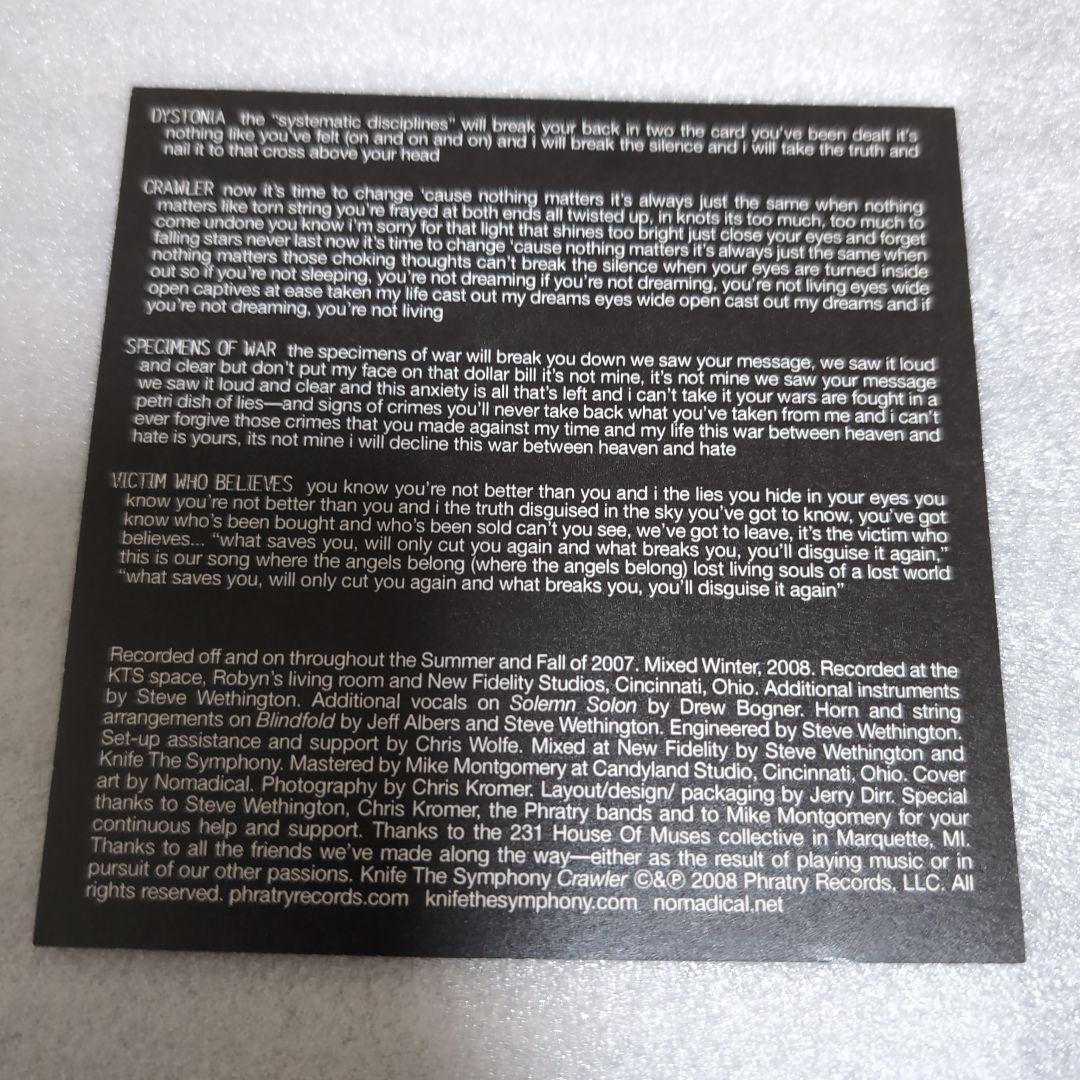 DYSTONIA the "systematic disciplines" will break your back in two the card you've been dealt it's
nothing like you've felt (on and on and on) and i will break the silence and i will take the truth and
nail it to that cross above your head
CRAWLER now it's time to change 'cause nothing matters it's always just the same when nothing
matters like torn string you're frayed at both ends all twisted up, in knots its too much, too much to
come undone you know i'm sorry for that light that shines too bright just close your eyes and forget
falling stars never last now it's time to change 'cause nothing matters it's always just the same when
nothing matters those choking thoughts can't break the silence when your eyes are turned inside
out so if you're not sleeping, you're not dreaming if you're not dreaming, you're not living eyes wide
open captives at ease taken my life cast out my dreams eyes wide open cast out my dreams and if
you're not dreaming, you're not living
SPECIMENS OF WAR the specimens of war will break you down we saw your message, we saw it loud
and clear but don't put my face on that dollar bill it's not mine, it's not mine we saw your message
we saw it loud and clear and this anxiety is all that's left and i can't take it your wars are fought in a
petri dish of lies—and signs of crimes you'll never take back what you've taken from me and i can't
ever forgive those crimes that you made against my time and my life this war between heaven and
hate is yours, its not mine i will decline this war between heaven and hate
VICTIM WHO BELIEVES you know you're not better than you and i the lies you hide in your eyes you
know you're not better than you and i the truth disguised in the sky you've got to know, you've got
know who's been bought and who's been sold can't you see, we've got to leave, it's the victim who
believes... "what saves you, will only cut you again and what breaks you, you'll disguise it again,"
this is our song where the angels belong (where the angels belong) lost living souls of a lost world
"what saves you, will only cut you again and what breaks you, you'll disguise it again"
Recorded off and on throughout the Summer and Fall of 2007. Mixed Winter, 2008. Recorded at the
KTS space, Robyn's living room and New Fidelity Studios, Cincinnati, Ohio. Additional instruments
by Steve Wethington. Additional vocals on Solemn Solon by Drew Bogner. Horn and string
arrangements on Blindfold by Jeff Albers and Steve Wethington. Engineered by Steve Wethington.
Set-up assistance and support by Chris Wolfe. Mixed at New Fidelity by Steve Wethington and
Knife The Symphony. Mastered by Mike Montgomery at Candyland Studio, Cincinnati, Ohio. Cover
art by Nomadical. Photography by Chris Kromer. Layout/design/ packaging by Jerry Dirr. Special
thanks to Steve Wethington, Chris Kromer, the Phratry bands and to Mike Montgomery for your
continuous help and support. Thanks to the 231 House Of Muses collective in Marquette, MI.
Thanks to all the friends we've made along the way—either as the result of playing music or in
pursuit of our other passions. Knife The Symphony Crawler ©&℗ 2008 Phratry Records, LLC. All
rights reserved. phratryrecords.com knifethesymphony.com nomadical.net